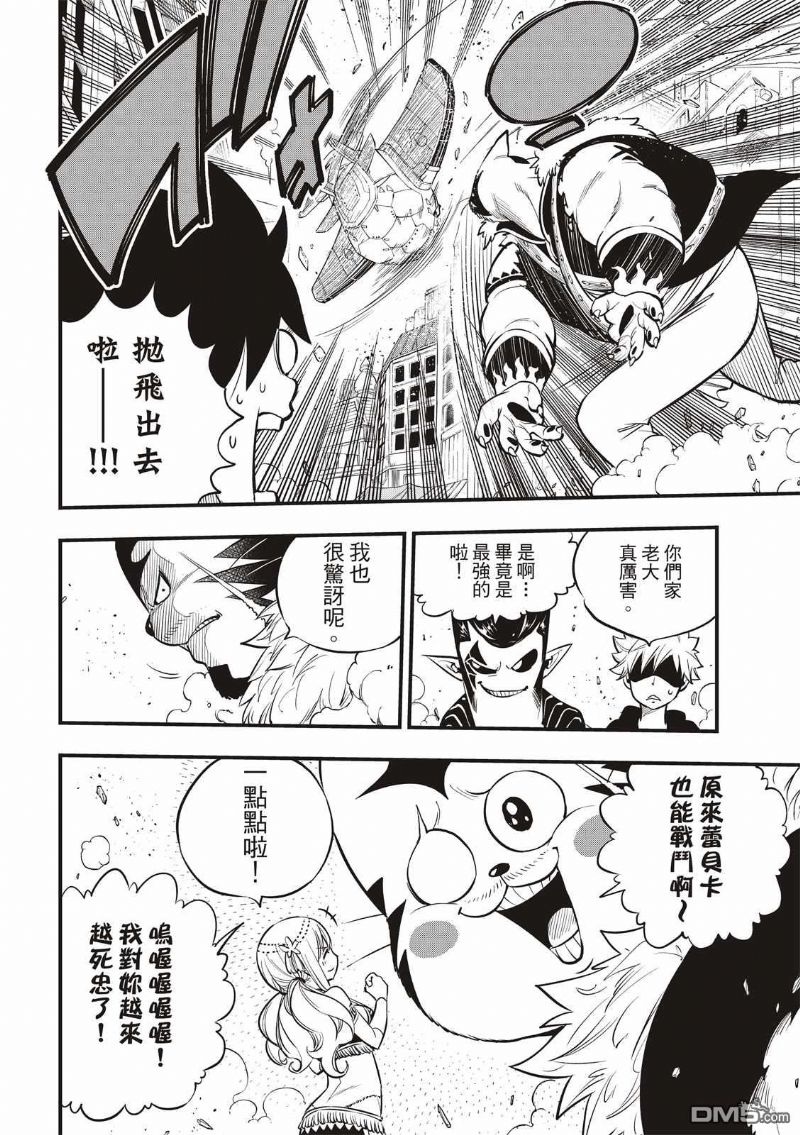 拋飛出去
啦——!!!
你們家
老大
真厲害。
是啊…
畢竟是
最強的
啦！
我也
很驚訝呢。
原來蕾貝卡
也能戰鬥啊～
一點點啦！
嗚喔喔喔喔！
我對妳越來
越死忠了！
DM5.com